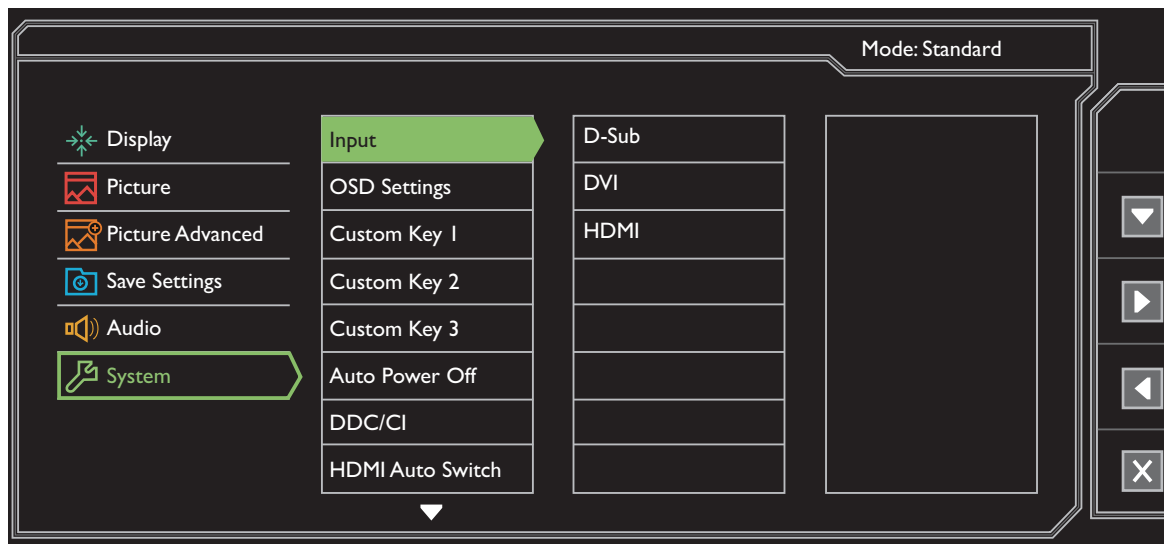 Mode: Standard
Display
Picture
Picture Advanced
Save Settings
Audio
System
Input
OSD Settings
Custom Key 1
Custom Key 2
Custom Key 3
Auto Power Off
DDC/CI
HDMI Auto Switch
D-Sub
DVI
HDMI